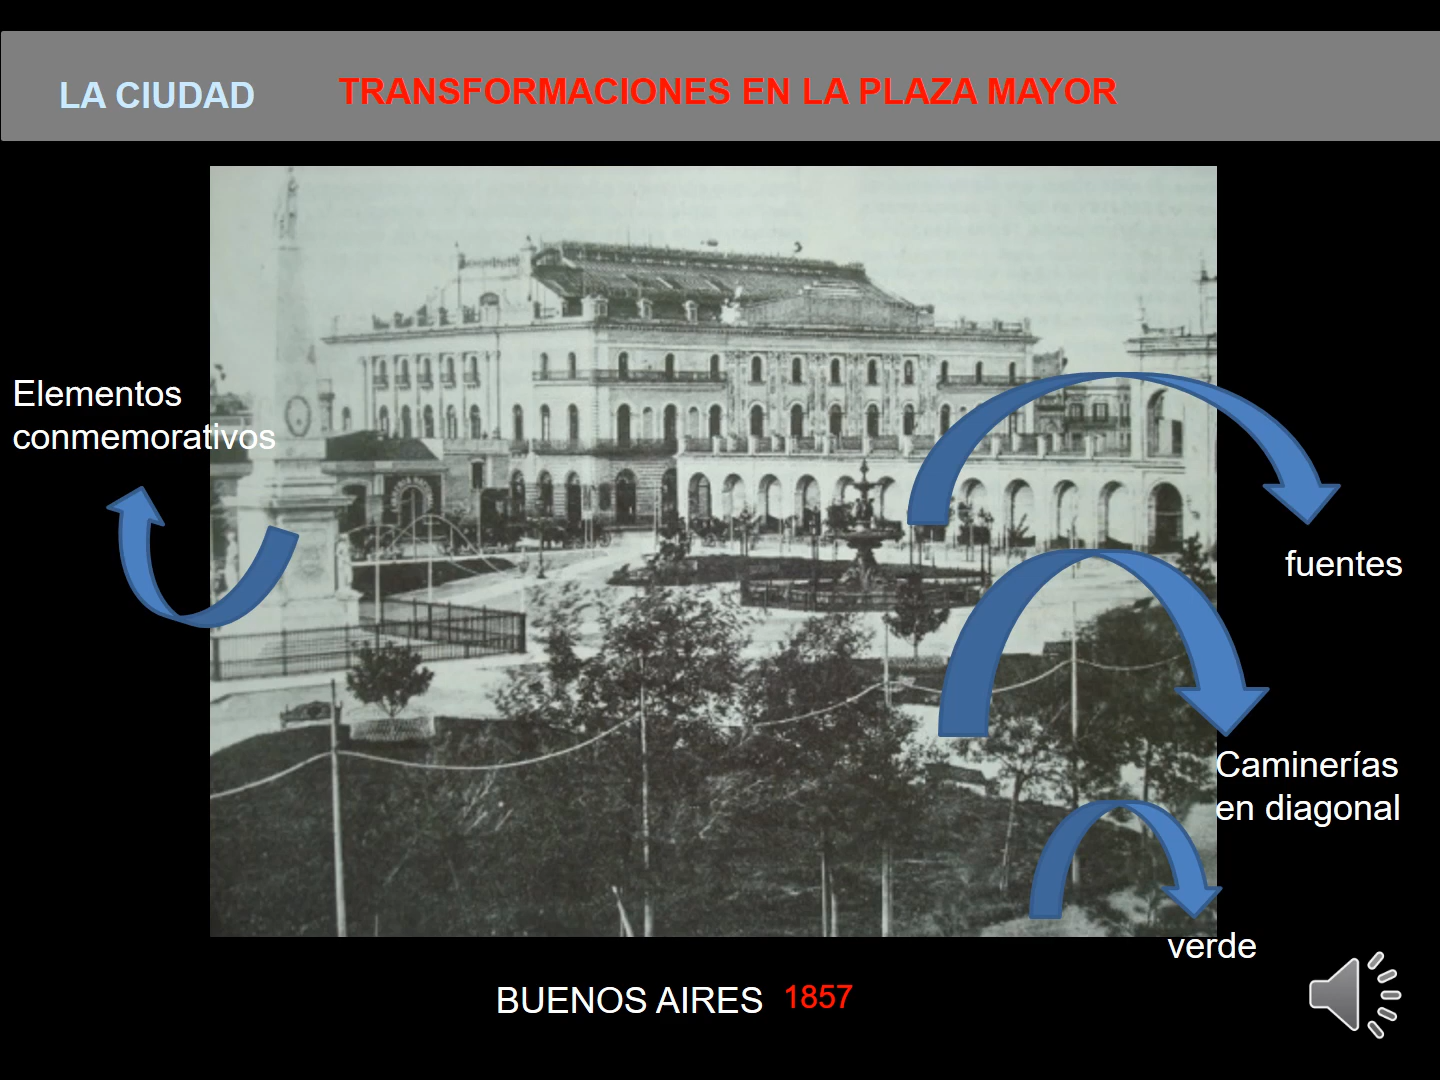 LA CIUDAD
TRANSFORMACIONES EN LA PLAZA MAYOR
Elementos
conmemorativos
fuentes
Caminerías
en diagonal
verde
BUENOS AIRES 1857